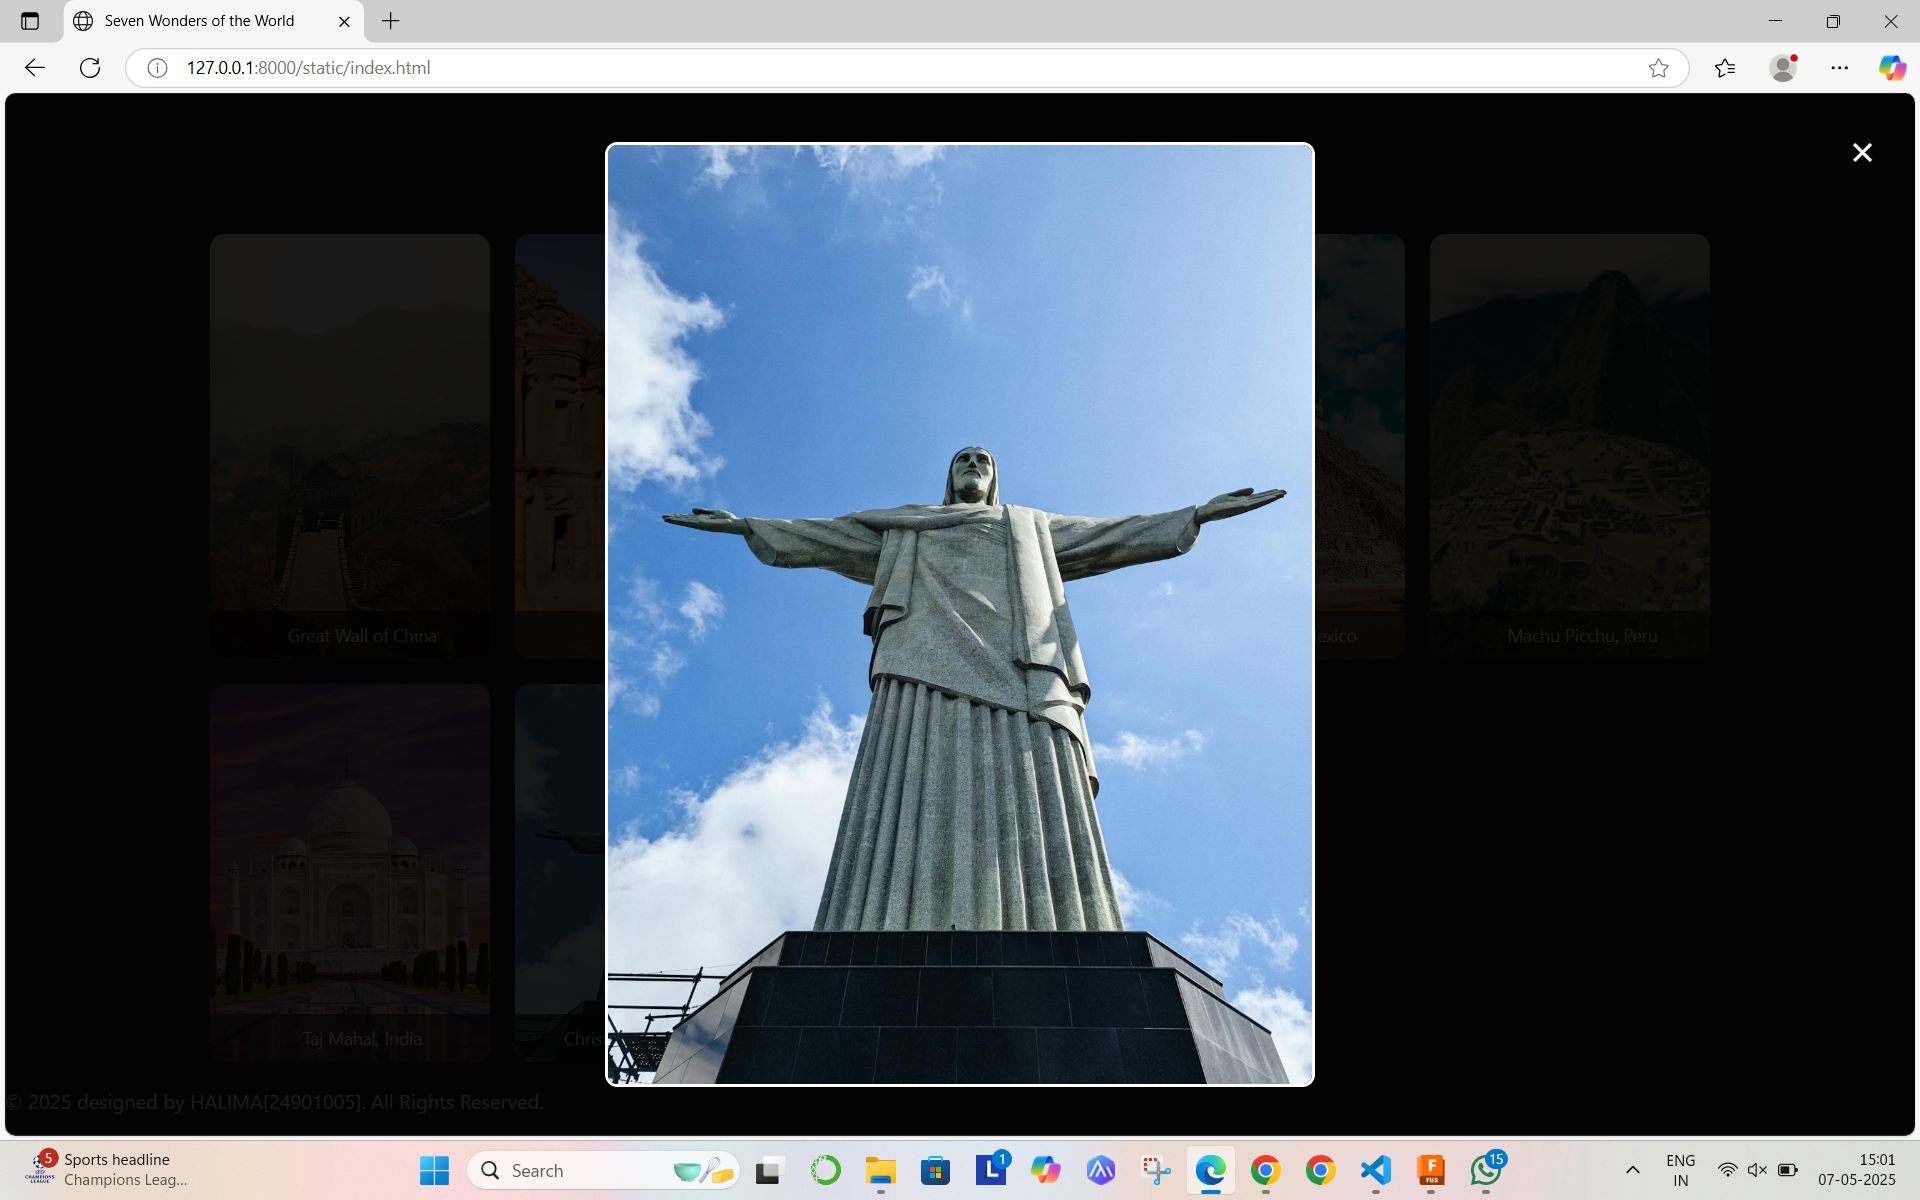 Seven Wonders of the World
127.0.0.1:8000/static/index.html
Great Wall of China
exico
Machu Picchu, Peru
Taj Mahal, India
Chris
© 2025 designed by HALIMA[24901005]. All Rights Reserved.
5
Sports headline
Champions Leag...
Search
1
F
FUS
15
ENG
IN
15:01
07-05-2025